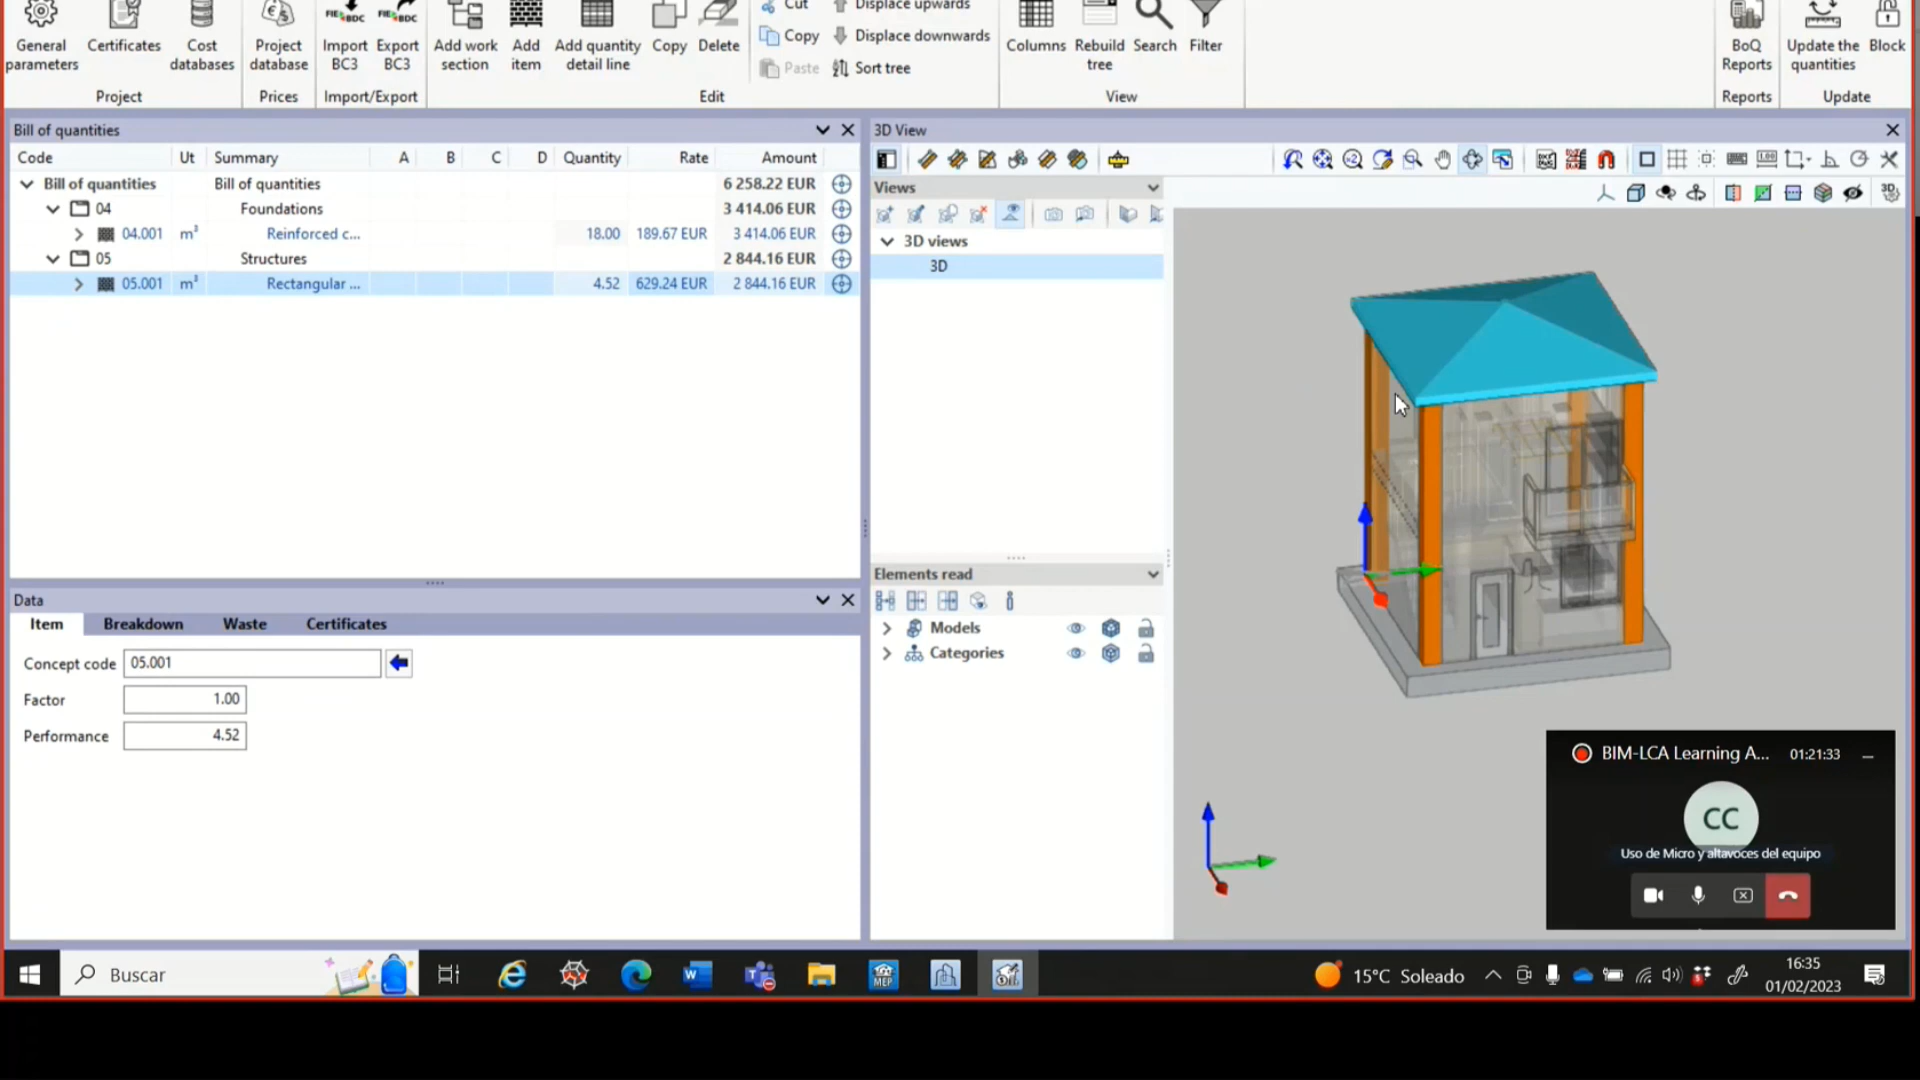 General parameters
Certificates
Cost databases
Project
Project database
Prices
Import BC3
Export BC3
Import/Export
Add work section
Add item
Add quantity detail line
Copy
Delete
Cut
Copy
Paste
Displace upwards
Displace downwards
Sort tree
Edit
Columns
Rebuild tree
Search
Filter
View
BoQ Reports
Reports
Update the quantities
Block
Update
Bill of quantities
Code Ut Summary A B C D Quantity Rate Amount
Bill of quantities Bill of quantities 6 258.22 EUR
04 Foundations 3 414.06 EUR
04.001 m³ Reinforced c... 18.00 189.67 EUR 3 414.06 EUR
05 Structures 2 844.16 EUR
05.001 m³ Rectangular ... 4.52 629.24 EUR 2 844.16 EUR
3D View
Views
3D views
3D
Elements read
Models
Categories
Data
Item Breakdown Waste Certificates
Concept code 05.001
Factor 1.00
Performance 4.52
BIM-LCA Learning A... 01:21:33
CC
Uso de Micro y altavoces del equipo
Buscar
MEP
15°C Soleado
16:35
01/02/2023